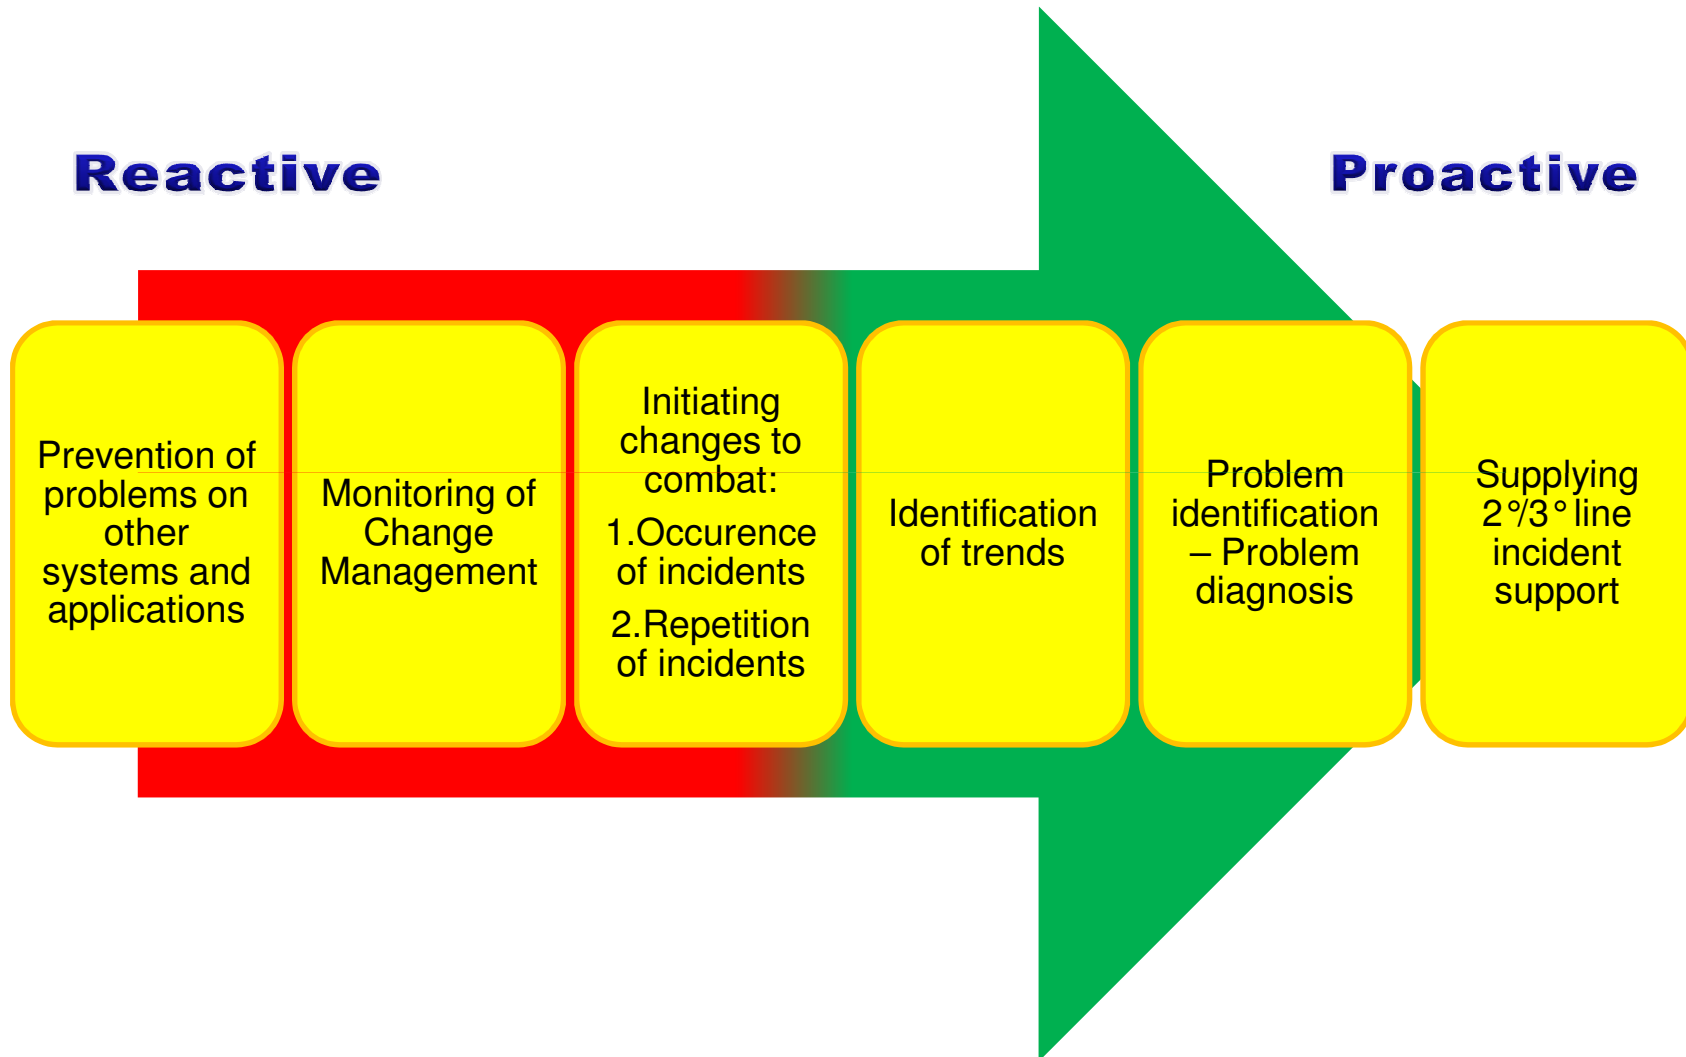 Reactive
Proactive
Prevention of
problems on
other
systems and
applications
Monitoring of
Change
Management
Initiating
changes to
combat:
1.Occurence
of incidents
2.Repetition
of incidents
Identification
of trends
Problem
identification
– Problem
diagnosis
Supplying
2°/3° line
incident
support